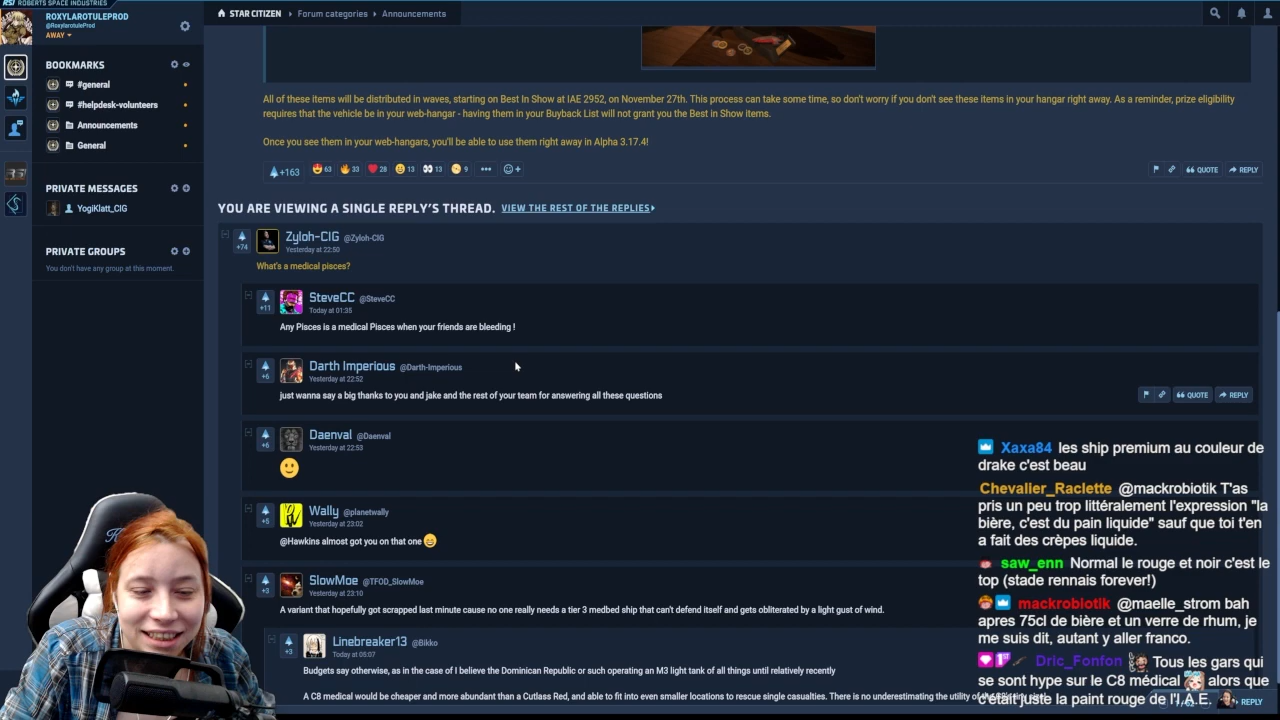 RSI ROBERTS SPACE INDUSTRIES
ROXYLAROTULEPROD
@RoxylarotuleProd
AWAY
BOOKMARKS
#general
#helpdesk-volunteers
Announcements
General
PRIVATE MESSAGES
YogiKlatt_CIG
PRIVATE GROUPS
You don't have any group at this moment.
STAR CITIZEN Forum categories Announcements
All of these items will be distributed in waves, starting on Best In Show at IAE 2952, on November 27th. This process can take some time, so don't worry if you don't see these items in your hangar right away. As a reminder, prize eligibility
requires that the vehicle be in your web-hangar - having them in your Buyback List will not grant you the Best in Show items.
Once you see them in your web-hangars, you'll be able to use them right away in Alpha 3.17.4!
+163 63 33 28 13 13 9 QUOTE REPLY
YOU ARE VIEWING A SINGLE REPLY'S THREAD. VIEW THE REST OF THE REPLIES
+74 Zyloh-CIG @Zyloh-CIG
Yesterday at 22:50
What's a medical pisces?
+11 SteveCC @SteveCC
Today at 01:35
Any Pisces is a medical Pisces when your friends are bleeding !
+6 Darth Imperious @Darth-Imperious
Yesterday at 22:52
just wanna say a big thanks to you and jake and the rest of your team for answering all these questions
QUOTE REPLY
+6 Daenval @Daenval
Yesterday at 22:53
+5 Wally @planetwally
Yesterday at 23:02
@Hawkins almost got you on that one
+3 SlowMoe @TFOD_SlowMoe
Yesterday at 23:10
A variant that hopefully got scrapped last minute cause no one really needs a tier 3 medbed ship that can't defend itself and gets obliterated by a light gust of wind.
+3 Linebreaker13 @Bikko
Today at 05:07
Budgets say otherwise, as in the case of I believe the Dominican Republic or such operating an M3 light tank of all things until relatively recently
A C8 medical would be cheaper and more abundant than a Cutlass Red, and able to fit into even smaller locations to rescue single casualties. There is no underestimating the utility of
REPLY
Xaxa84 les ship premium au couleur de
drake c'est beau
Chevalier_Raclette @mackrobiotik T'as
pris un peu trop littéralement l'expression "la
bière, c'est du pain liquide" sauf que toi t'en
a fait des crèpes liquide.
saw_enn Normal le rouge et noir c'est le
top (stade rennais forever!)
mackrobiotik @maelle_strom bah
apres 75cl de bière et un verre de rhum, je
me suis dit, autant y aller franco.
Dric_Fonfon Tous les gars qui
se sont hype sur le C8 médical alors que
c'était juste la paint rouge de l'I.A.E.